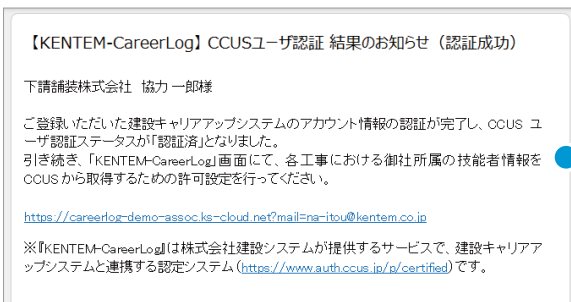 【KENTEM-CareerLog】 CCUSユーザ認証 結果のお知らせ（認証成功）
下請舗装株式会社　協力 一郎様
ご登録いただいた建設キャリアアップシステムのアカウント情報の認証が完了し、CCUS ユ
ーザ認証ステータスが「認証済」となりました。
引き続き、「KENTEM-CareerLog」画面にて、各工事における御社所属の技能者情報を
CCUS から取得するための許可設定を行ってください。
https://careerlog-demo-assoc.ks-cloud.net?mail=na-itou@kentem.co.jp
※『KENTEM-CareerLog』は株式会社建設システムが提供するサービスで、建設キャリアア
ップシステムと連携する認定システム（https://www.auth.ccus.jp/p/certified）です。